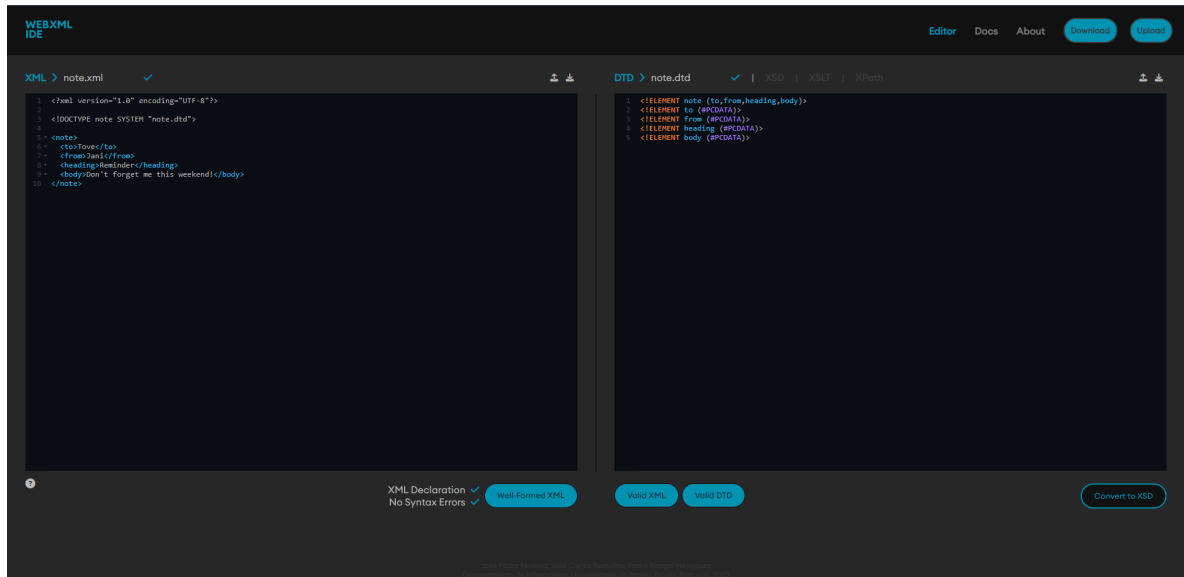 WEBXML
IDE
Editor Docs About Download Upload
XML > note.xml
DTD > note.dtd | XSD | XSLT | XPath
1 <?xml version="1.0" encoding="UTF-8"?>
2
3 <!DOCTYPE note SYSTEM "note.dtd">
4
5 <note>
6 <to>Tove</to>
7 <from>Jani</from>
8 <heading>Reminder</heading>
9 <body>Don't forget me this weekend!</body>
10 </note>
1 <!ELEMENT note (to,from,heading,body)>
2 <!ELEMENT to (#PCDATA)>
3 <!ELEMENT from (#PCDATA)>
4 <!ELEMENT heading (#PCDATA)>
5 <!ELEMENT body (#PCDATA)>
?
XML Declaration
No Syntax Errors
Well-Formed XML
Valid XML Valid DTD
Convert to XSD